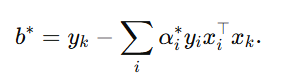 b* = y_k − ∑_i α_i* y_i x_i^⊤ x_k.